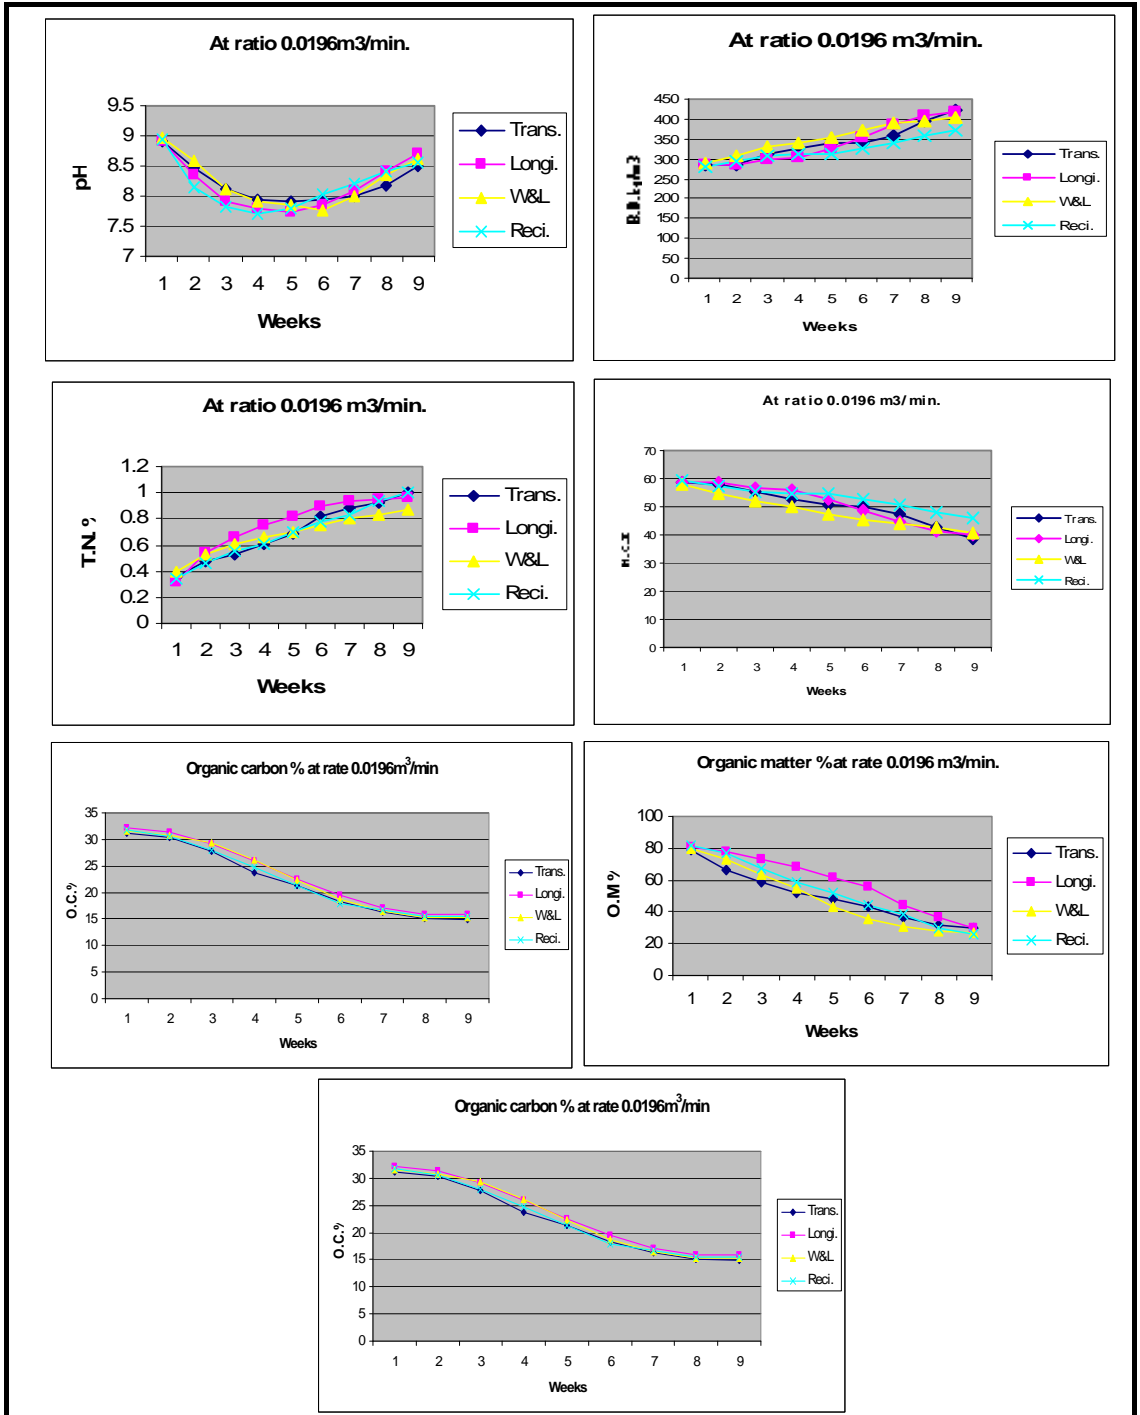 At ratio 0.0196m3/min.
pH
9.5
9
8.5
8
7.5
7
1 2 3 4 5 6 7 8 9
Weeks
Trans.
Longi.
W&L
Reci.
At ratio 0.0196 m3/min.
450
400
350
300
250
200
150
100
50
0
1 2 3 4 5 6 7 8 9
Weeks
Trans.
Longi.
W&L
Reci.
At ratio 0.0196 m3/min.
T.N. %
1.2
1
0.8
0.6
0.4
0.2
0
1 2 3 4 5 6 7 8 9
Weeks
Trans.
Longi.
W&L
Reci.
At ratio 0.0196 m3/min.
70
60
50
40
30
20
10
0
1 2 3 4 5 6 7 8 9
Weeks
Trans.
Longi.
W&L
Reci.
Organic carbon % at rate 0.0196m3/min
O.C.%
35
30
25
20
15
10
5
0
1 2 3 4 5 6 7 8 9
Weeks
Trans.
Longi.
W&L
Reci.
Organic matter %at rate 0.0196 m3/min.
O.M %
100
80
60
40
20
0
1 2 3 4 5 6 7 8 9
Weeks
Trans.
Longi.
W&L
Reci.
Organic carbon % at rate 0.0196m3/min
O.C.%
35
30
25
20
15
10
5
0
1 2 3 4 5 6 7 8 9
Weeks
Trans.
Longi.
W&L
Reci.